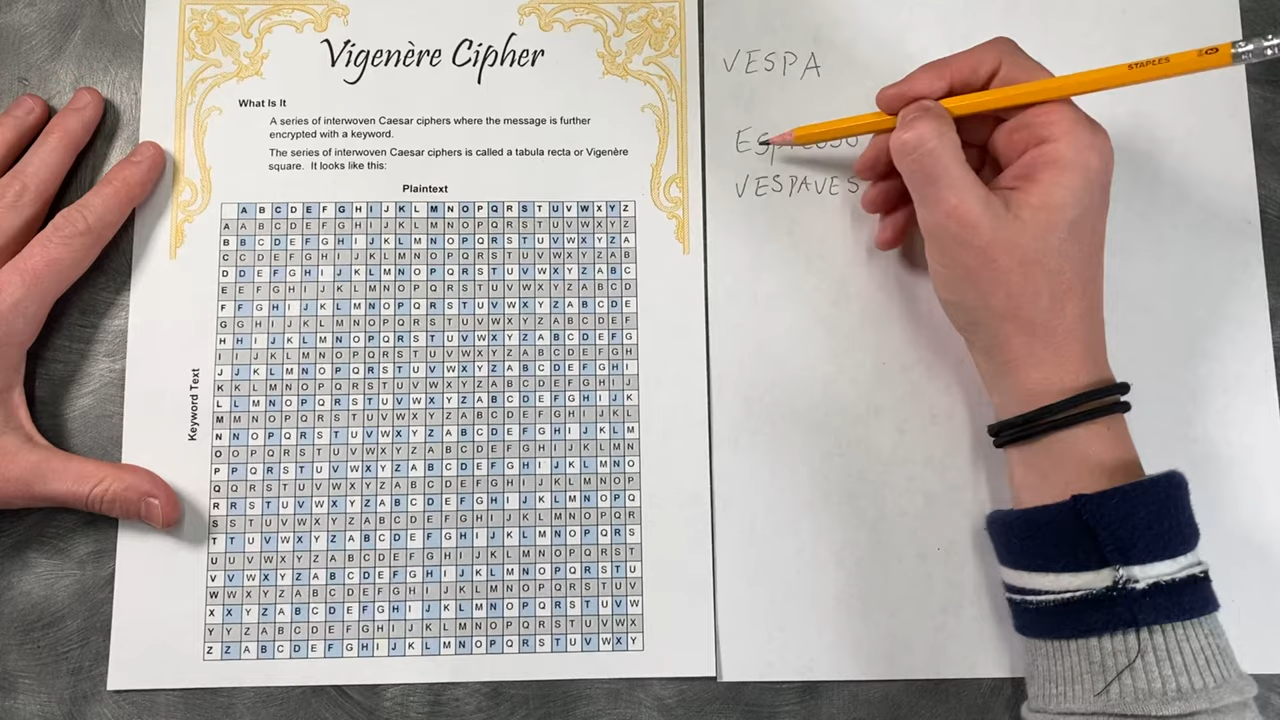 Vigenère Cipher
What Is It
A series of interwoven Caesar ciphers where the message is further
encrypted with a keyword.
The series of interwoven Caesar ciphers is called a tabula recta or Vigenère
square. It looks like this:
Plaintext
Keyword Text
A B C D E F G H I J K L M N O P Q R S T U V W X Y Z
A A B C D E F G H I J K L M N O P Q R S T U V W X Y Z
B B C D E F G H I J K L M N O P Q R S T U V W X Y Z A
C C D E F G H I J K L M N O P Q R S T U V W X Y Z A B
D D E F G H I J K L M N O P Q R S T U V W X Y Z A B C
E E F G H I J K L M N O P Q R S T U V W X Y Z A B C D
F F G H I J K L M N O P Q R S T U V W X Y Z A B C D E
G G H I J K L M N O P Q R S T U V W X Y Z A B C D E F
H H I J K L M N O P Q R S T U V W X Y Z A B C D E F G
I I J K L M N O P Q R S T U V W X Y Z A B C D E F G H
J J K L M N O P Q R S T U V W X Y Z A B C D E F G H I
K K L M N O P Q R S T U V W X Y Z A B C D E F G H I J
L L M N O P Q R S T U V W X Y Z A B C D E F G H I J K
M M N O P Q R S T U V W X Y Z A B C D E F G H I J K L
N N O P Q R S T U V W X Y Z A B C D E F G H I J K L M
O O P Q R S T U V W X Y Z A B C D E F G H I J K L M N
P P Q R S T U V W X Y Z A B C D E F G H I J K L M N O
Q Q R S T U V W X Y Z A B C D E F G H I J K L M N O P
R R S T U V W X Y Z A B C D E F G H I J K L M N O P Q
S S T U V W X Y Z A B C D E F G H I J K L M N O P Q R
T T U V W X Y Z A B C D E F G H I J K L M N O P Q R S
U U V W X Y Z A B C D E F G H I J K L M N O P Q R S T
V V W X Y Z A B C D E F G H I J K L M N O P Q R S T U
W W X Y Z A B C D E F G H I J K L M N O P Q R S T U V
X X Y Z A B C D E F G H I J K L M N O P Q R S T U V W
Y Y Z A B C D E F G H I J K L M N O P Q R S T U V W X
Z Z A B C D E F G H I J K L M N O P Q R S T U V W X Y
VESPA
VESPAVES
STAPLES 2